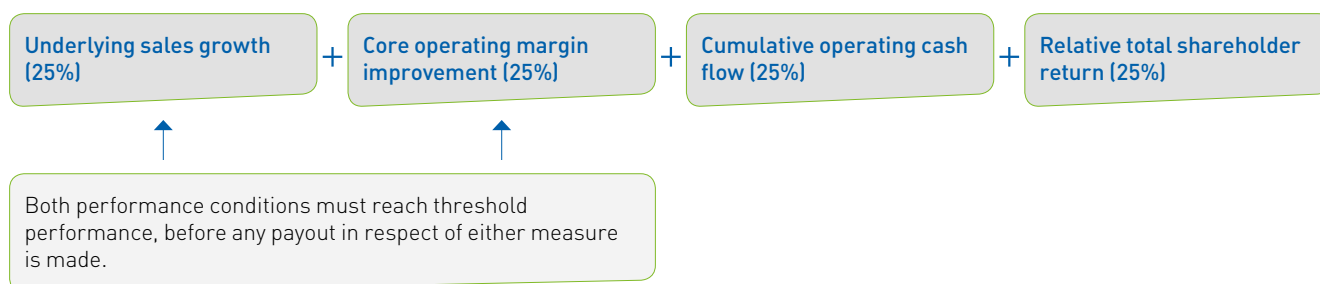 Underlying sales growth
(25%)
+
Core operating margin
improvement (25%)
+
Cumulative operating cash
flow (25%)
+
Relative total shareholder
return (25%)
Both performance conditions must reach threshold
performance, before any payout in respect of either measure
is made.